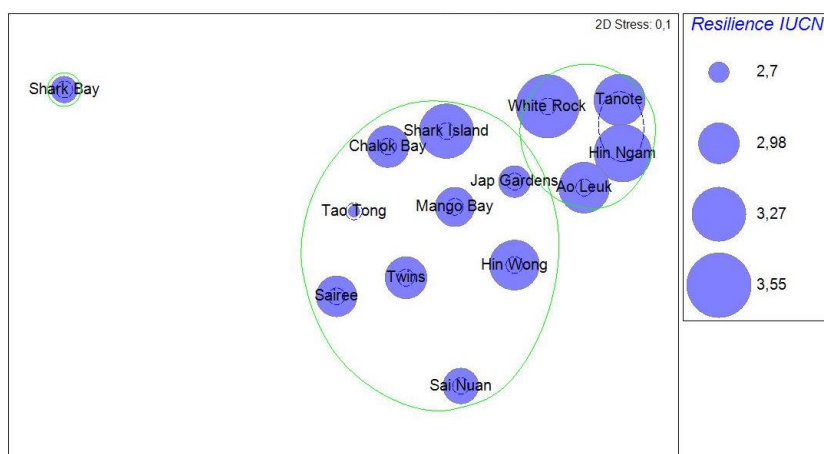 2D Stress: 0,1
Resilience IUCN
2,7
2,98
3,27
3,55
Shark Bay
White Rock
Tanote
Shark Island
Chalok Bay
Hin Ngam
Jap Gardens
Ao Leuk
Tao Tong
Mango Bay
Hin Wong
Twins
Sairee
Sai Nuan